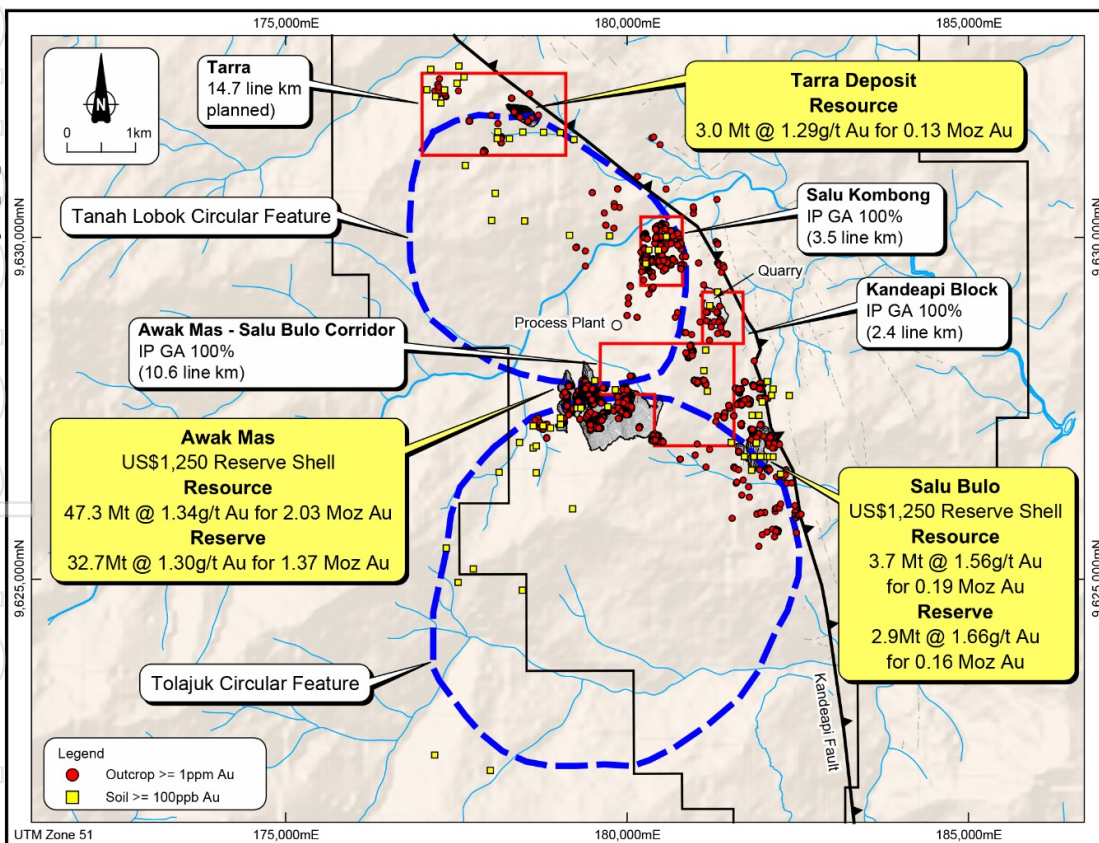 175,000mE
180,000mE
185,000mE
N
0 1km
Tarra
14.7 line km
planned)
Tarra Deposit
Resource
3.0 Mt @ 1.29g/t Au for 0.13 Moz Au
Tanah Lobok Circular Feature
Salu Kombong
IP GA 100%
(3.5 line km)
9,630,000mN
9,630,000mN
Quarry
Kandeapi Block
IP GA 100%
(2.4 line km)
Process Plant
Awak Mas - Salu Bulo Corridor
IP GA 100%
(10.6 line km)
Awak Mas
US$1,250 Reserve Shell
Resource
47.3 Mt @ 1.34g/t Au for 2.03 Moz Au
Reserve
32.7Mt @ 1.30g/t Au for 1.37 Moz Au
Salu Bulo
US$1,250 Reserve Shell
Resource
3.7 Mt @ 1.56g/t Au
for 0.19 Moz Au
Reserve
2.9Mt @ 1.66g/t Au
for 0.16 Moz Au
9,625,000mN
9,625,000mN
Tolajuk Circular Feature
Kandeapi Fault
Legend
Outcrop >= 1ppm Au
Soil >= 100ppb Au
UTM Zone 51
175,000mE
180,000mE
185,000mE